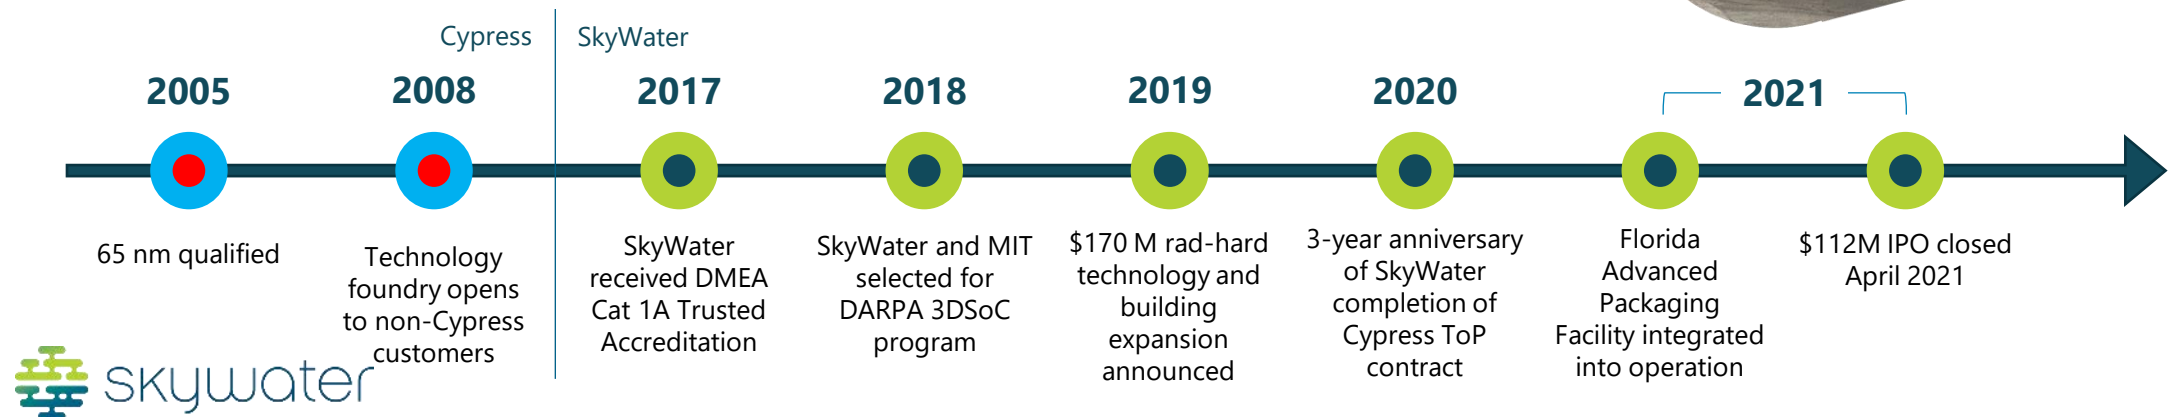 Cypress
SkyWater
2005
2008
2017
2018
2019
2020
2021
65 nm qualified
Technology
foundry opens
to non-Cypress
customers
SkyWater
received DMEA
Cat 1A Trusted
Accreditation
SkyWater and MIT
selected for
DARPA 3DSoC
program
$170 M rad-hard
technology and
building
expansion
announced
3-year anniversary
of SkyWater
completion of
Cypress ToP
contract
Florida
Advanced
Packaging
Facility integrated
into operation
$112M IPO closed
April 2021
skywater